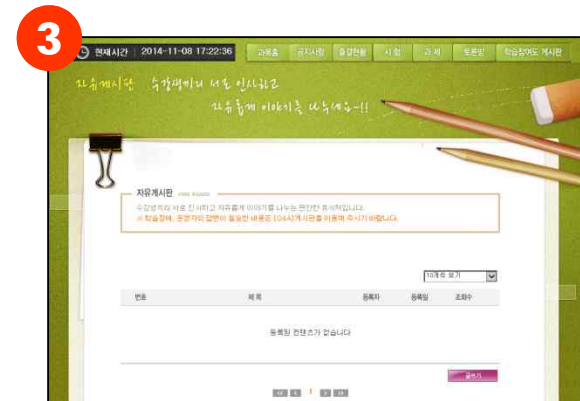 3
현재시간 2014-11-08 17:22:36 과목홈 공지사항 출결현황 시험 과제 토론방 학습참여도 게시판
자유게시판 수강생끼리 서로 인사하고
자유롭게 이야기를 나누세요~!!
자유게시판
수강생끼리 서로 인사하고 자유롭게 이야기를 나누는 편안한 휴식처입니다.
※ 학습장애, 운영자의 답변이 필요한 내용은 1:1게시판을 이용해 주시기 바랍니다.
10개씩 보기
번호 제 목 등록자 등록일 조회수
등록된 컨텐츠가 없습니다
글쓰기
1